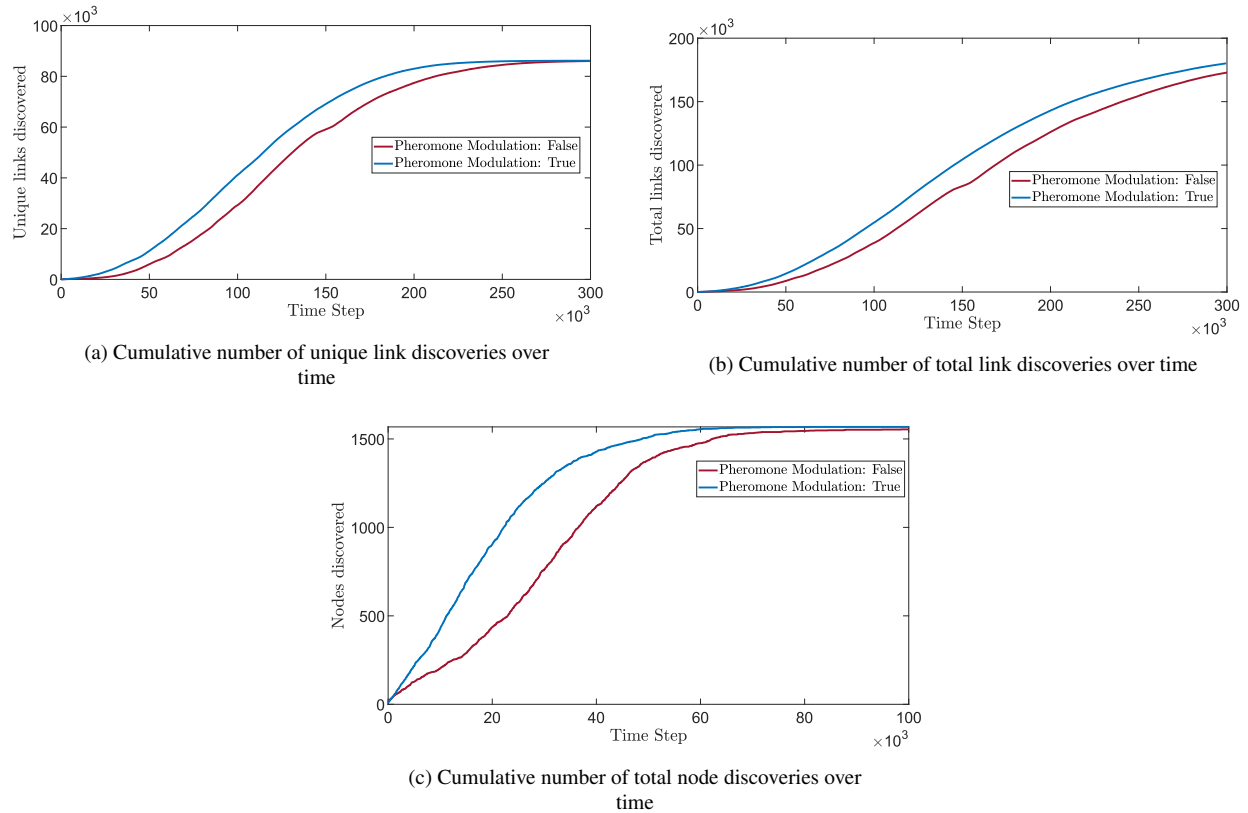 ×10³
100
80
60
40
20
0
Unique links discovered
Pheromone Modulation: False
Pheromone Modulation: True
0 50 100 150 200 250 300
Time Step
×10³
(a) Cumulative number of unique link discoveries over
time
×10³
200
150
100
50
0
Total links discovered
Pheromone Modulation: False
Pheromone Modulation: True
0 50 100 150 200 250 300
Time Step
×10³
(b) Cumulative number of total link discoveries over time
1500
1000
500
0
Nodes discovered
Pheromone Modulation: False
Pheromone Modulation: True
0 20 40 60 80 100
Time Step
×10³
(c) Cumulative number of total node discoveries over
time